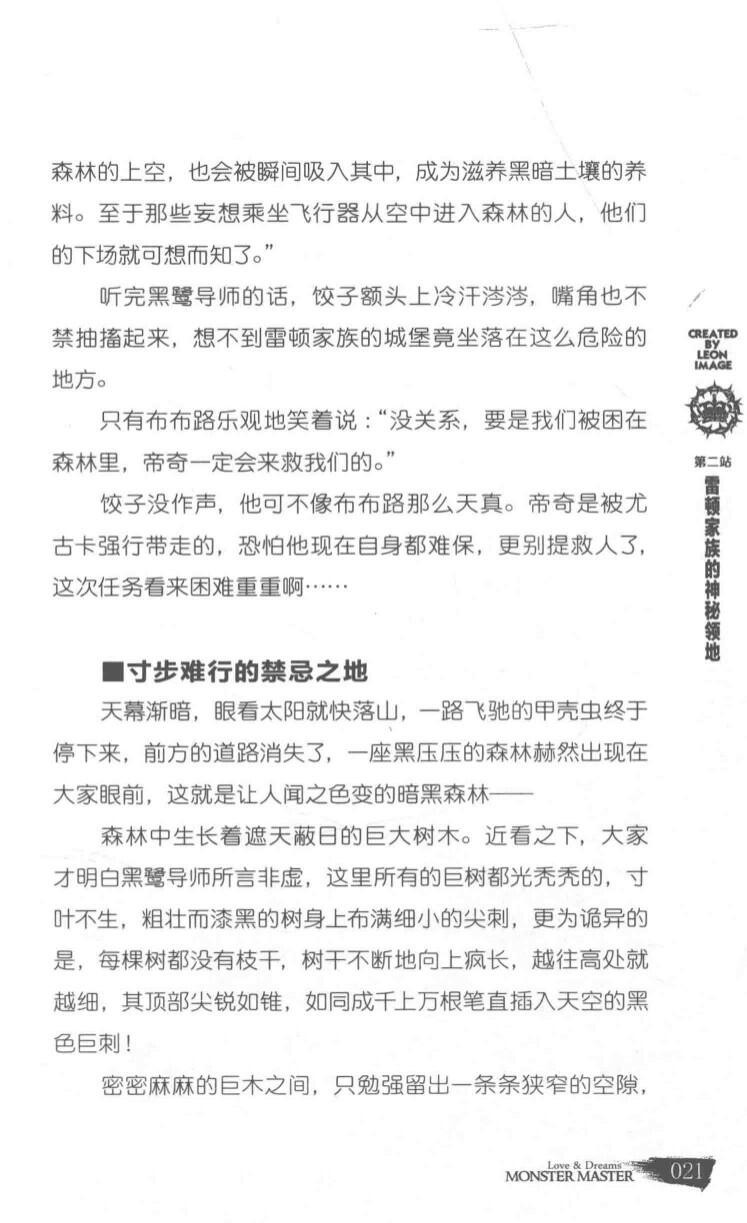 森林的上空，也会被瞬间吸入其中，成为滋养黑暗土壤的养
料。至于那些妄想乘坐飞行器从空中进入森林的人，他们
的下场就可想而知了。”
听完黑鹭导师的话，饺子额头上冷汗涔涔，嘴角也不
禁抽搐起来，想不到雷顿家族的城堡竟坐落在这么危险的
地方。
只有布布路乐观地笑着说：“没关系，要是我们被困在
森林里，帝奇一定会来救我们的。”
饺子没作声，他可不像布布路那么天真。帝奇是被尤
古卡强行带走的，恐怕他现在自身都难保，更别提救人了，
这次任务看来困难重重啊……
■寸步难行的禁忌之地
天幕渐暗，眼看太阳就快落山，一路飞驰的甲壳虫终于
停下来，前方的道路消失了，一座黑压压的森林赫然出现在
大家眼前，这就是让人闻之色变的暗黑森林——
森林中生长着遮天蔽日的巨大树木。近看之下，大家
才明白黑鹭导师所言非虚，这里所有的巨树都光秃秃的，寸
叶不生，粗壮而漆黑的树身上布满细小的尖刺，更为诡异的
是，每棵树都没有枝干，树干不断地向上疯长，越往高处就
越细，其顶部尖锐如锥，如同成千上万根笔直插入天空的黑
色巨刺！
密密麻麻的巨木之间，只勉强留出一条条狭窄的空隙，
CREATED
BY
LEON
IMAGE
第二站
雷顿家族的神秘领地
Love & Dreams
MONSTER MASTER
021